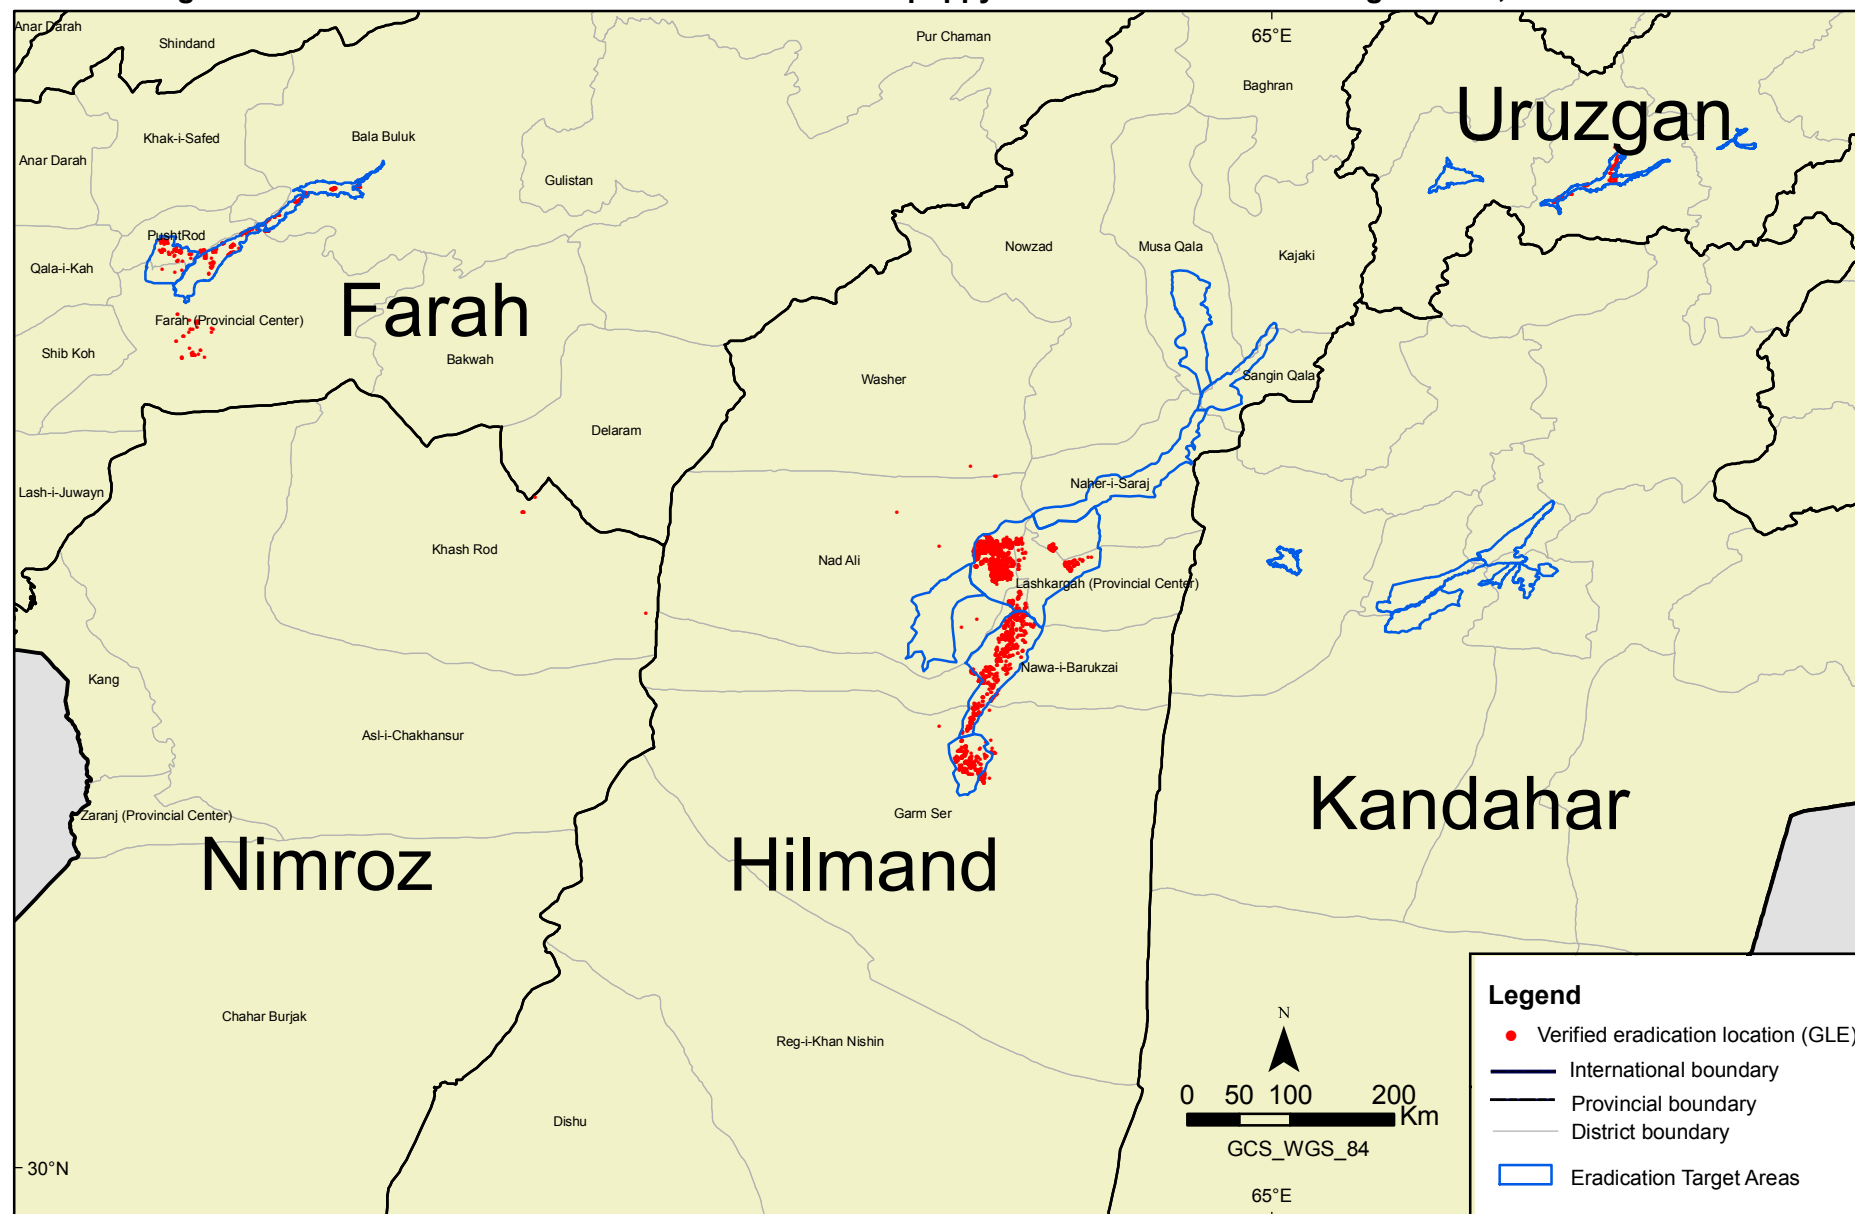 poppy
Anar Darah
Shindand
Pur Chaman
65°E
Baghran
Uruzgan
Khak-i-Safed
Bala Buluk
Anar Darah
Gulistan
PushtRod
Nowzad
Musa Qala
Kajaki
Qala-i-Kah
Farah
Farah (Provincial Center)
Shib Koh
Bakwah
Washer
Sangin Qala
Delaram
Lash-i-Juwayn
Naher-i-Saraj
Khash Rod
Nad Ali
Lashkargah (Provincial Center)
Kang
Nawa-i-Barukzai
Asl-i-Chakhansur
Zaranj (Provincial Center)
Garm Ser
Kandahar
Nimroz
Hilmand
Chahar Burjak
Reg-i-Khan Nishin
Dishu
N
0 50 100 200
Km
GCS_WGS_84
30°N
65°E
Legend
Verified eradication location (GLE)
International boundary
Provincial boundary
District boundary
Eradication Target Areas